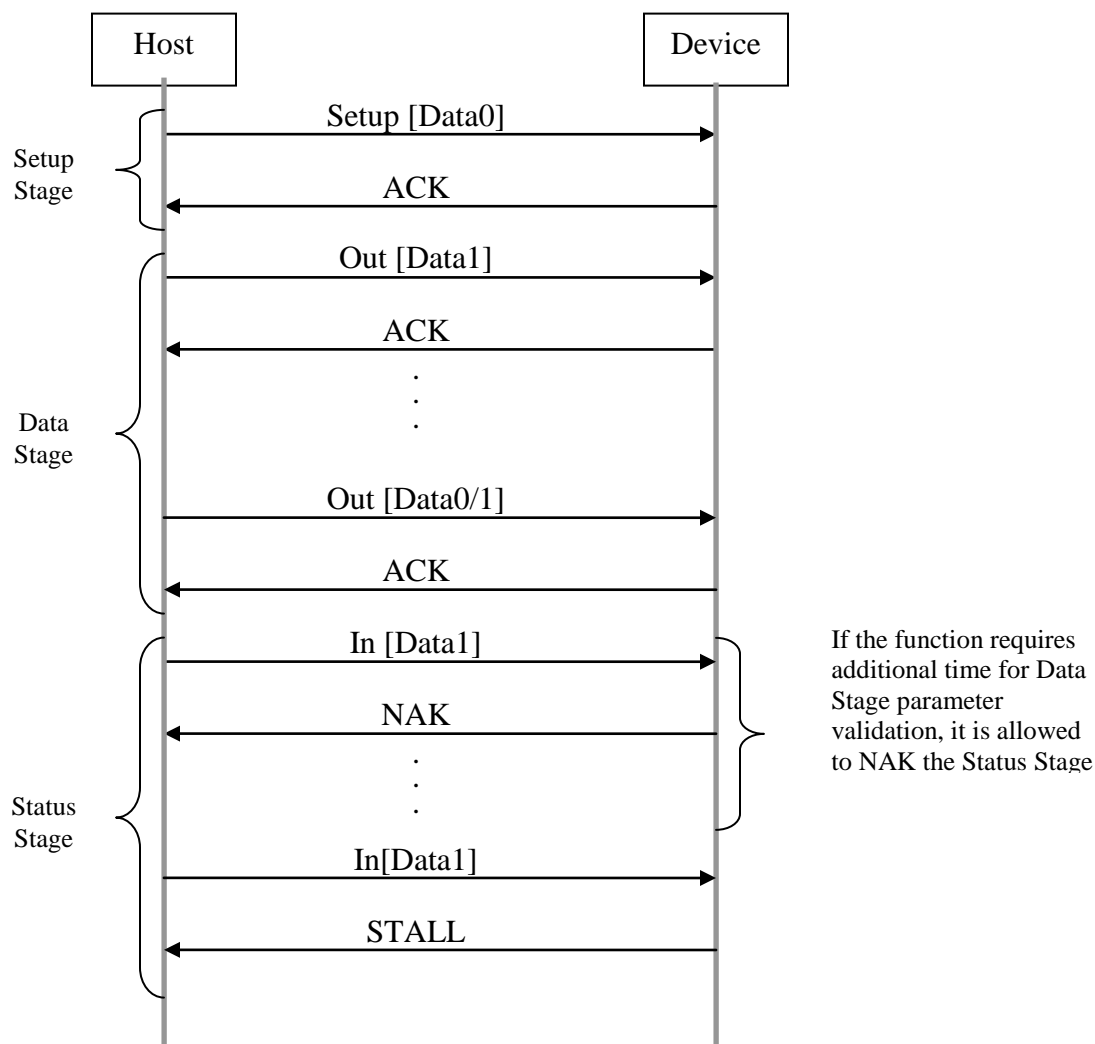 Host
Device
Setup [Data0]
Setup
Stage
ACK
Out [Data1]
ACK
Data
Stage
Out [Data0/1]
ACK
In [Data1]
If the function requires
additional time for Data
Stage parameter
validation, it is allowed
to NAK the Status Stage
NAK
Status
Stage
In[Data1]
STALL